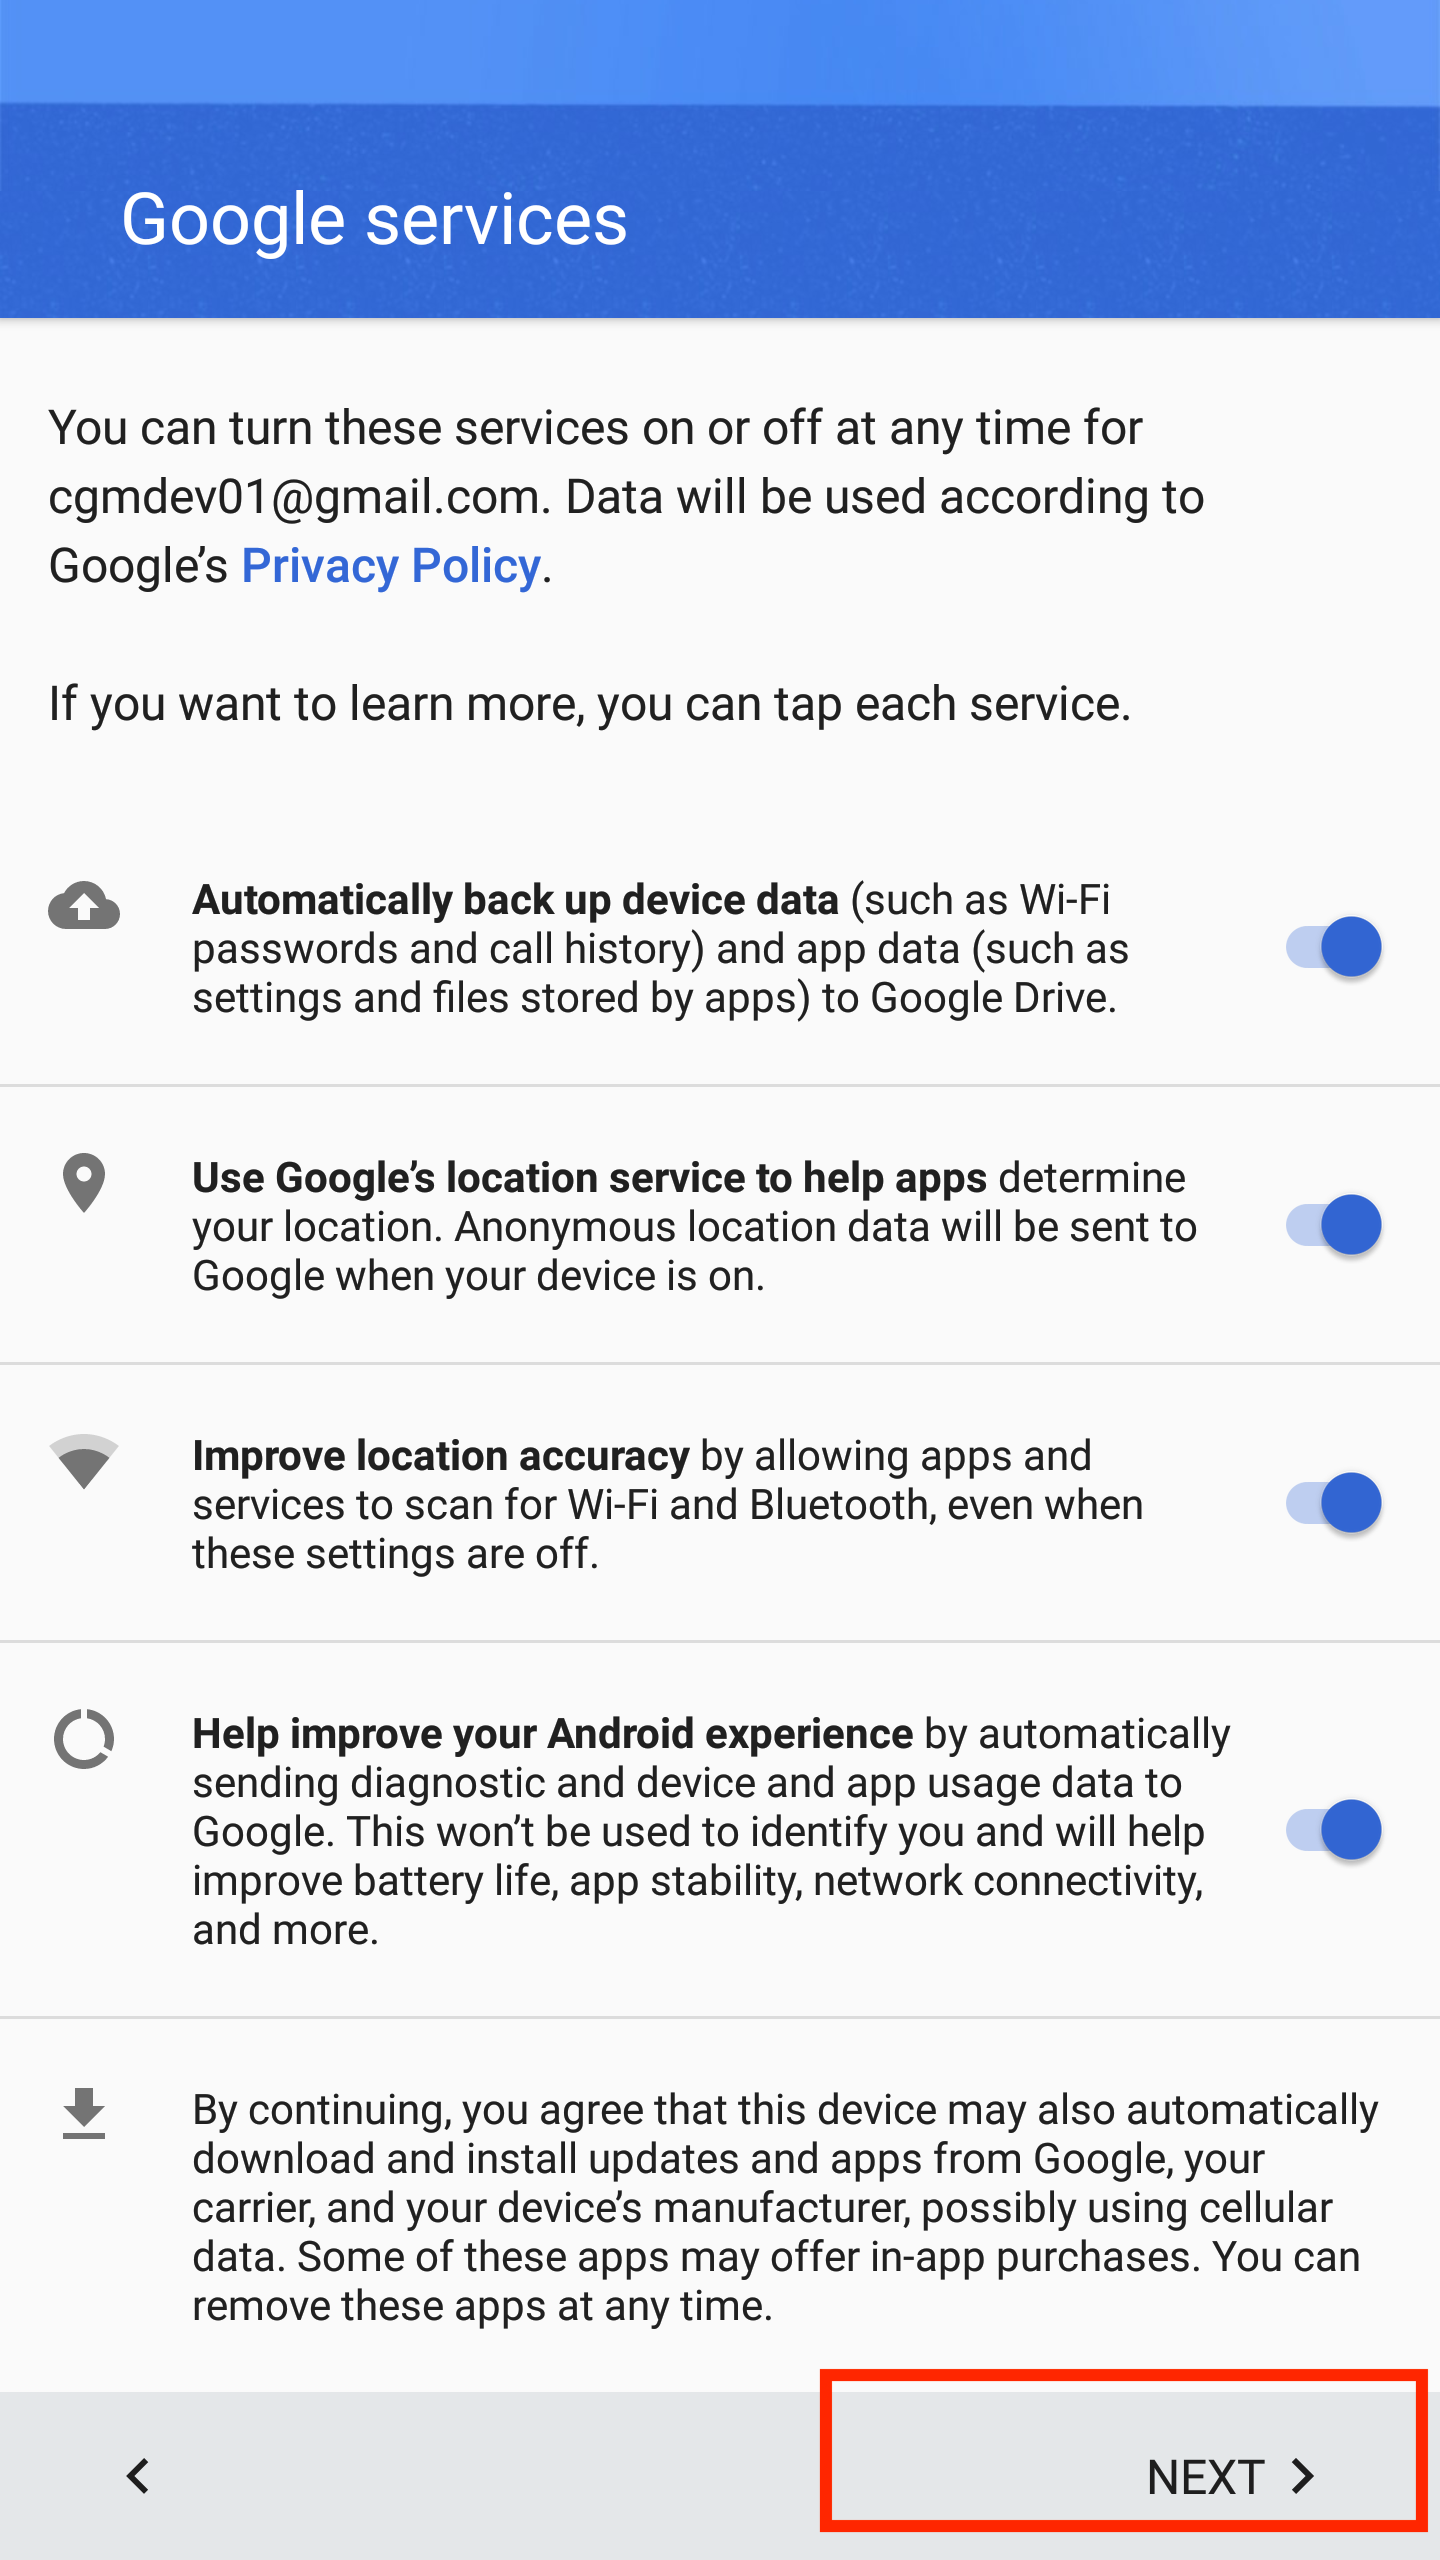 Google services
You can turn these services on or off at any time for
cgmdev01@gmail.com. Data will be used according to
Google’s Privacy Policy.
If you want to learn more, you can tap each service.
Automatically back up device data (such as Wi-Fi
passwords and call history) and app data (such as
settings and files stored by apps) to Google Drive.
Use Google’s location service to help apps determine
your location. Anonymous location data will be sent to
Google when your device is on.
Improve location accuracy by allowing apps and
services to scan for Wi-Fi and Bluetooth, even when
these settings are off.
Help improve your Android experience by automatically
sending diagnostic and device and app usage data to
Google. This won’t be used to identify you and will help
improve battery life, app stability, network connectivity,
and more.
By continuing, you agree that this device may also automatically
download and install updates and apps from Google, your
carrier, and your device’s manufacturer, possibly using cellular
data. Some of these apps may offer in-app purchases. You can
remove these apps at any time.
NEXT